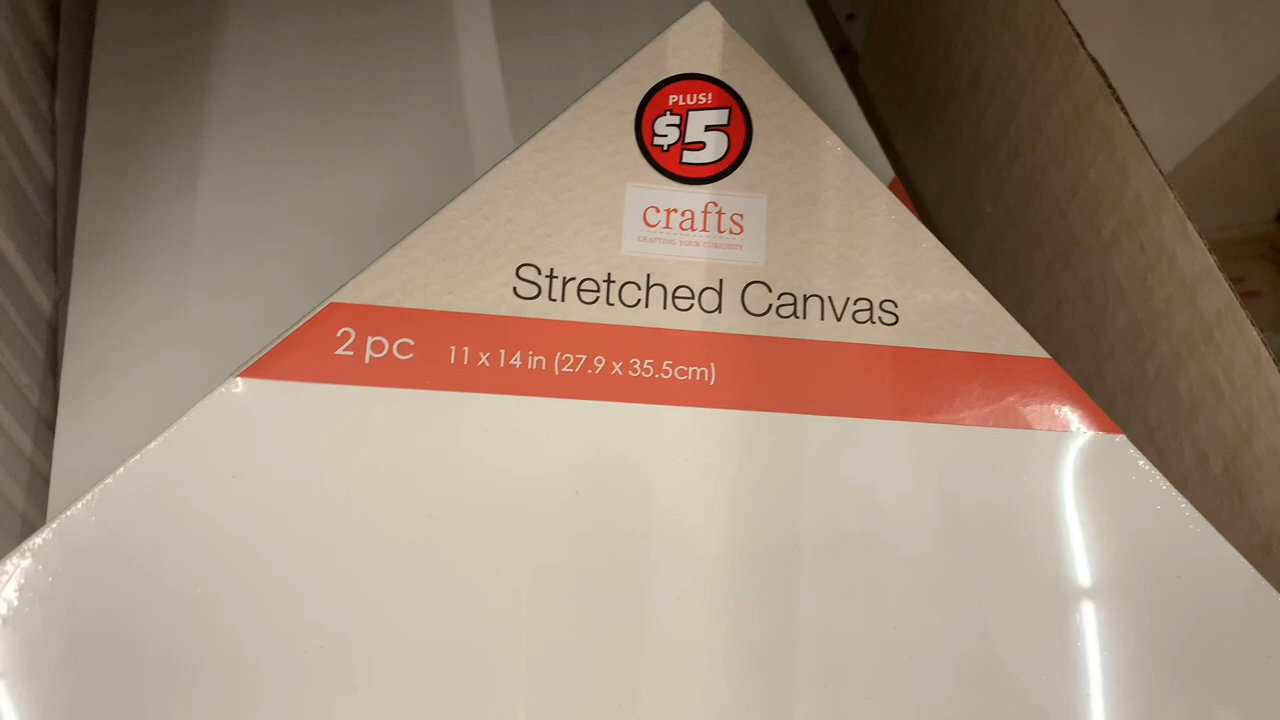 PLUS!
$5
crafts
CRAFTING YOUR CURIOSITY
Stretched Canvas
2 pc 11 x 14 in (27.9 x 35.5cm)